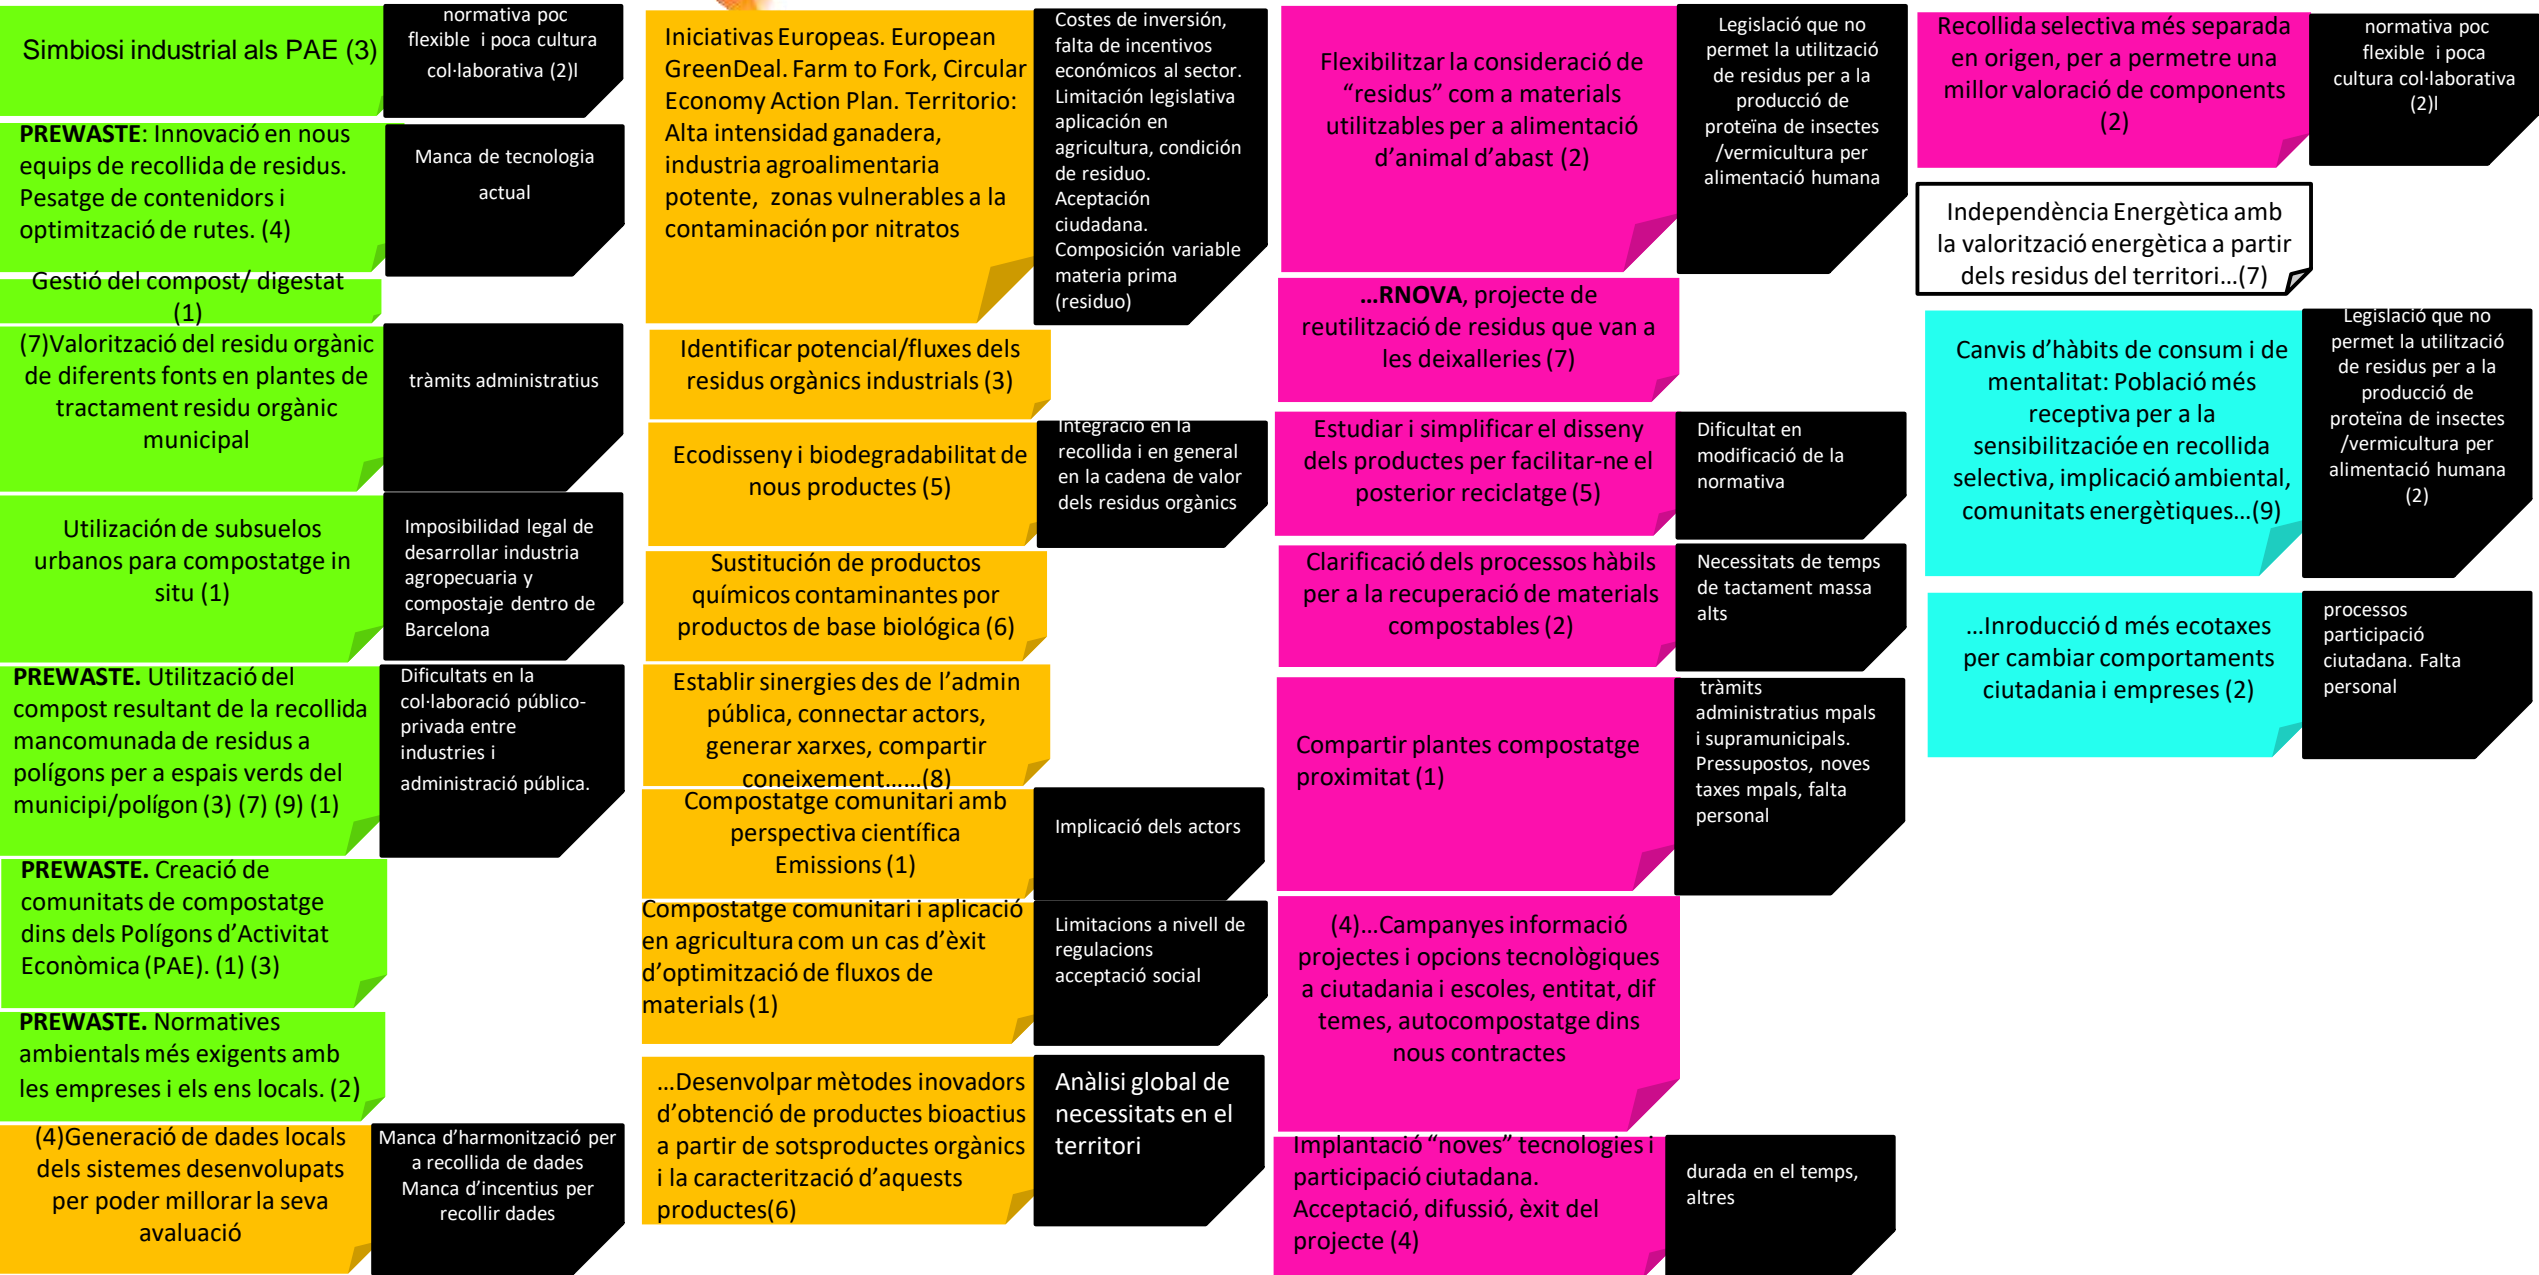 Simbiosi industrial als PAE (3)
normativa poc
flexible i poca cultura
col·laborativa (2)l
PREWASTE: Innovació en nous
equips de recollida de residus.
Pesatge de contenidors i
optimització de rutes. (4)
Manca de tecnologia
actual
Gestió del compost/ digestat
(1)
(7)Valorització del residu orgànic
de diferents fonts en plantes de
tractament residu orgànic
municipal
tràmits administratius
Utilización de subsuelos
urbanos para compostatge in
situ (1)
Imposibilidad legal de
desarrollar industria
agropecuaria y
compostaje dentro de
Barcelona
PREWASTE. Utilització del
compost resultant de la recollida
mancomunada de residus a
polígons per a espais verds del
municipi/polígon (3) (7) (9) (1)
Dificultats en la
col·laboració público-
privada entre
industries i
administració pública.
PREWASTE. Creació de
comunitats de compostatge
dins dels Polígons d’Activitat
Econòmica (PAE). (1) (3)
PREWASTE. Normatives
ambientals més exigents amb
les empreses i els ens locals. (2)
(4)Generació de dades locals
dels sistemes desenvolupats
per poder millorar la seva
avaluació
Manca d’harmonització per
a recollida de dades
Manca d’incentius per
recollir dades
Iniciativas Europeas. European
GreenDeal. Farm to Fork, Circular
Economy Action Plan. Territorio:
Alta intensidad ganadera,
industria agroalimentaria
potente, zonas vulnerables a la
contaminación por nitratos
Costes de inversión,
falta de incentivos
económicos al sector.
Limitación legislativa
aplicación en
agricultura, condición
de residuo.
Aceptación
ciudadana.
Composición variable
materia prima
(residuo)
Identificar potencial/fluxes dels
residus orgànics industrials (3)
Ecodisseny i biodegradabilitat de
nous productes (5)
Integració en la
recollida i en general
en la cadena de valor
dels residus orgànics
Sustitución de productos
químicos contaminantes por
productos de base biológica (6)
Establir sinergies des de l’admin
pública, connectar actors,
generar xarxes, compartir
coneixement……(8)
Compostatge comunitari amb
perspectiva científica
Emissions (1)
Implicació dels actors
Compostatge comunitari i aplicació
en agricultura com un cas d’èxit
d’optimització de fluxos de
materials (1)
Limitacions a nivell de
regulacions
acceptació social
…Desenvolpar mètodes inovadors
d’obtenció de productes bioactius
a partir de sotsproductes orgànics
i la caracterització d’aquests
productes(6)
Anàlisi global de
necessitats en el
territori
Flexibilitzar la consideració de
“residus” com a materials
utilitzables per a alimentació
d’animal d’abast (2)
Legislació que no
permet la utilització
de residus per a la
producció de
proteïna de insectes
/vermicultura per
alimentació humana
…RNOVA, projecte de
reutilització de residus que van a
les deixalleries (7)
Estudiar i simplificar el disseny
dels productes per facilitar-ne el
posterior reciclatge (5)
Dificultat en
modificació de la
normativa
Clarificació dels processos hàbils
per a la recuperació de materials
compostables (2)
Necessitats de temps
de tactament massa
alts
Compartir plantes compostatge
proximitat (1)
tràmits
administratius mpals
i supramunicipals.
Pressupostos, noves
taxes mpals, falta
personal
(4)…Campanyes informació
projectes i opcions tecnològiques
a ciutadania i escoles, entitat, dif
temes, autocompostatge dins
nous contractes
Implantació “noves” tecnologies i
participació ciutadana.
Acceptació, difussió, èxit del
projecte (4)
durada en el temps,
altres
Recollida selectiva més separada
en origen, per a permetre una
millor valoració de components
(2)
normativa poc
flexible i poca
cultura col·laborativa
(2)l
Independència Energètica amb
la valorització energètica a partir
dels residus del territori…(7)
Canvis d’hàbits de consum i de
mentalitat: Població més
receptiva per a la
sensibilitzacióe en recollida
selectiva, implicació ambiental,
comunitats energètiques…(9)
Legislació que no
permet la utilització
de residus per a la
producció de
proteïna de insectes
/vermicultura per
alimentació humana
(2)
…Inroducció d més ecotaxes
per cambiar comportaments
ciutadania i empreses (2)
processos
participació
ciutadana. Falta
personal